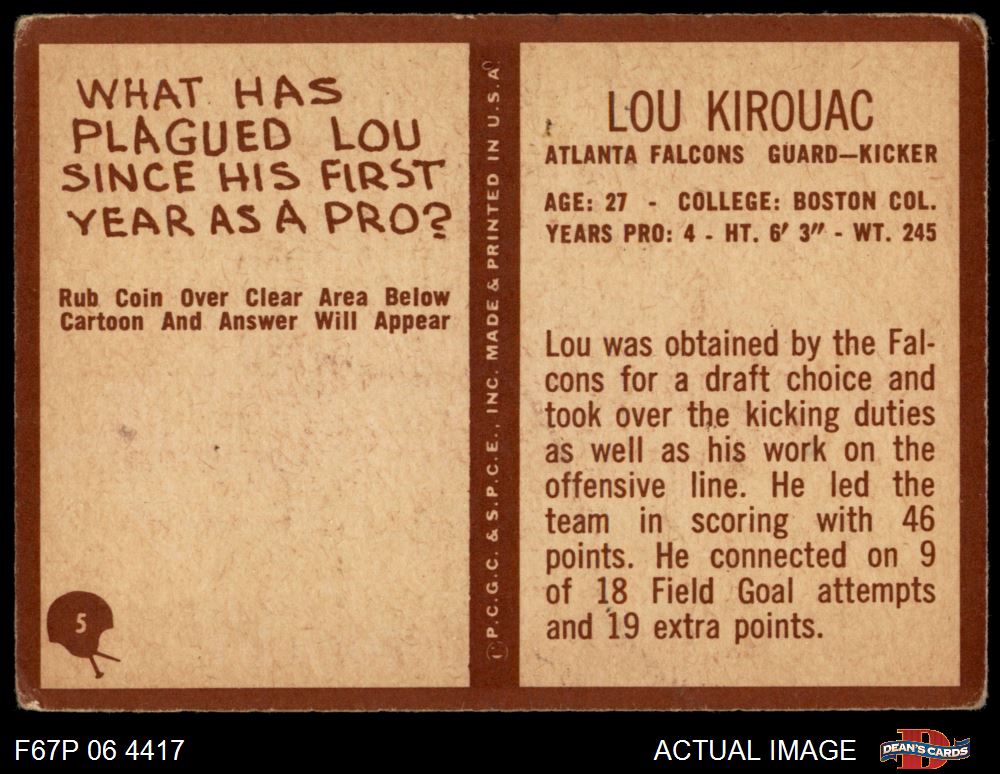 WHAT HAS
PLAGUED LOU
SINCE HIS FIRST
YEAR AS A PRO?
Rub Coin Over Clear Area Below
Cartoon And Answer Will Appear
5
©P.C.G.C. & S.P.C.E., INC. MADE & PRINTED IN U.S.A.
LOU KIROUAC
ATLANTA FALCONS GUARD—KICKER
AGE: 27 - COLLEGE: BOSTON COL.
YEARS PRO: 4 - HT. 6' 3" - WT. 245
Lou was obtained by the Fal-
cons for a draft choice and
took over the kicking duties
as well as his work on the
offensive line. He led the
team in scoring with 46
points. He connected on 9
of 18 Field Goal attempts
and 19 extra points.
F67P 06 4417
ACTUAL IMAGE
DEAN'S CARDS